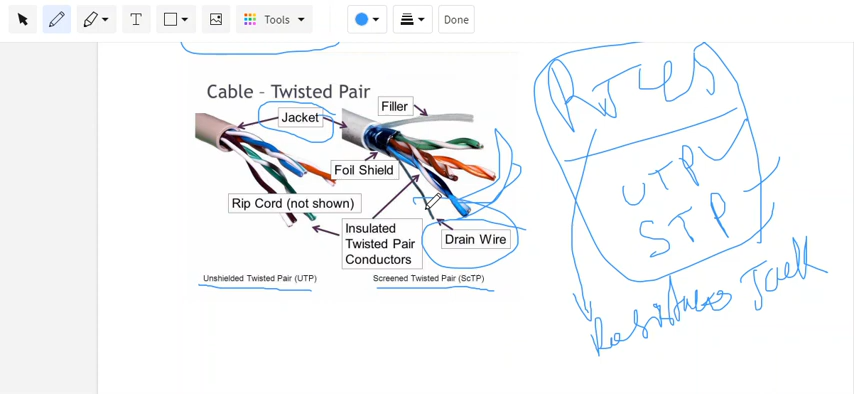 Tools
T
Done
Cable - Twisted Pair
Filler
Jacket
Foil Shield
Rip Cord (not shown)
Insulated
Twisted Pair
Conductors
Drain Wire
Unshielded Twisted Pair (UTP)
Screened Twisted Pair (ScTP)
RJ45
UTP
STP
Jack